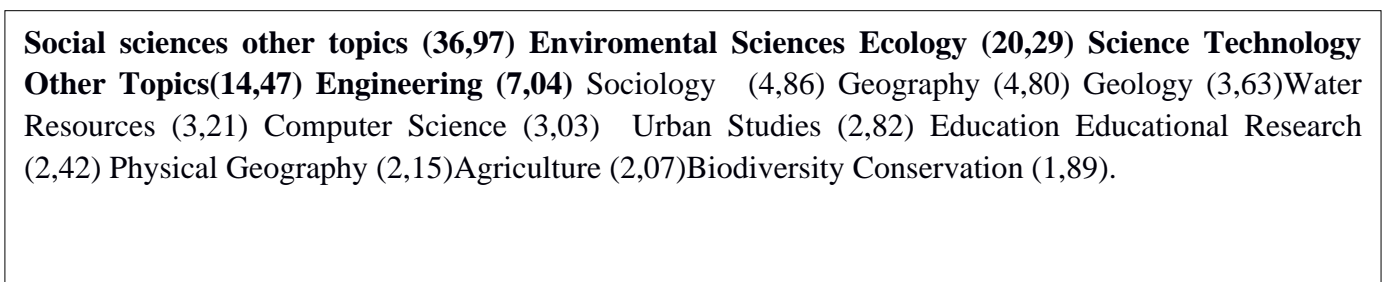 Social sciences other topics (36,97) Enviromental Sciences Ecology (20,29) Science Technology
Other Topics(14,47) Engineering (7,04) Sociology (4,86) Geography (4,80) Geology (3,63)Water
Resources (3,21) Computer Science (3,03) Urban Studies (2,82) Education Educational Research
(2,42) Physical Geography (2,15)Agriculture (2,07)Biodiversity Conservation (1,89).